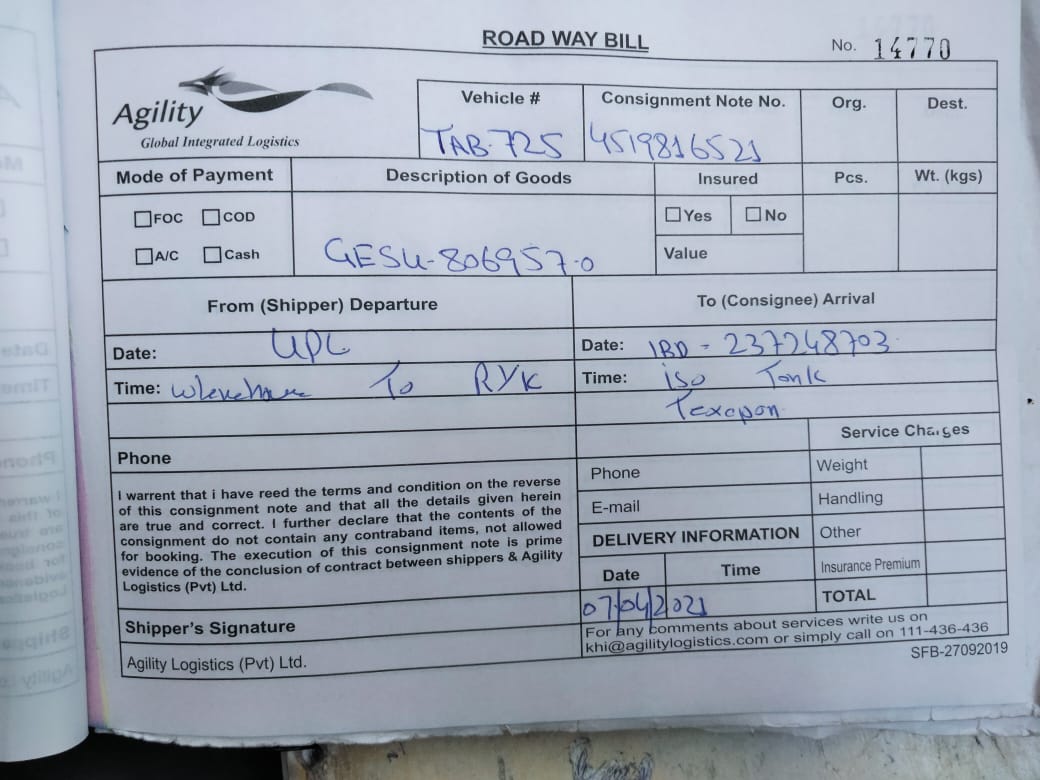 ROAD WAY BILL
No. 14770
Agility
Global Integrated Logistics
Vehicle #
TAB-725
Consignment Note No.
4519816521
Org.
Dest.
Mode of Payment
FOC
COD
A/C
Cash
Description of Goods
GESU-806957-0
Insured
Yes
No
Value
Pcs.
Wt. (kgs)
From (Shipper) Departure
Date: UPL
Time: To RYK
Phone
To (Consignee) Arrival
Date: IBD - 237248703
Time: iso Tank
Texapon
Phone
E-mail
Service Charges
Weight
Handling
Other
Insurance Premium
TOTAL
DELIVERY INFORMATION
Date
Time
07/04/2021
I warrent that i have reed the terms and condition on the reverse
of this consignment note and that all the details given herein
are true and correct. I further declare that the contents of the
consignment do not contain any contraband items, not allowed
for booking. The execution of this consignment note is prime
evidence of the conclusion of contract between shippers & Agility
Logistics (Pvt) Ltd.
Shipper's Signature
Agility Logistics (Pvt) Ltd.
For any comments about services write us on
khi@agilitylogistics.com or simply call on 111-436-436
SFB-27092019